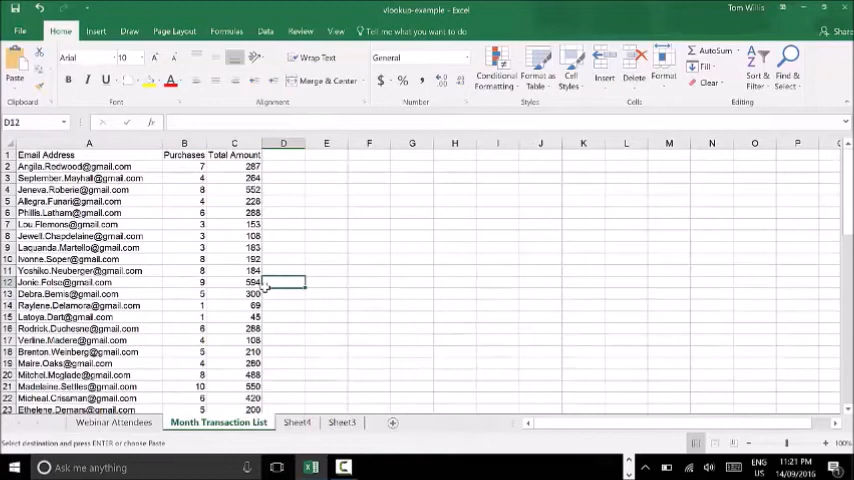 vlookup-example - Excel
Tom Willis
File Home Insert Draw Page Layout Formulas Data Review View Tell me what you want to do Share
Paste
Arial 10
Wrap Text
General
Conditional Formatting
Format as Table
Cell Styles
Insert
Delete
Format
AutoSum
Fill
Clear
Sort & Filter
Find & Select
B I U
Merge & Center
$ %
Clipboard Font Alignment Number Styles Cells Editing
D12 fx
A B C D E F G H I J K L M N O P
1 Email Address Purchases Total Amount
2 Angila.Redwood@gmail.com 7 287
3 September.Mayhall@gmail.com 4 264
4 Jeneva.Roberie@gmail.com 8 552
5 Allegra.Funari@gmail.com 4 228
6 Phillis.Latham@gmail.com 6 288
7 Lou.Flemons@gmail.com 3 153
8 Jewell.Chapdelaine@gmail.com 3 108
9 Laquanda.Martello@gmail.com 3 183
10 Ivonne.Soper@gmail.com 8 192
11 Yoshiko.Neuberger@gmail.com 8 184
12 Jonie.Folse@gmail.com 9 594
13 Debra.Bemis@gmail.com 5 300
14 Raylene.Delamora@gmail.com 1 69
15 Latoya.Dart@gmail.com 1 45
16 Rodrick.Duchesne@gmail.com 6 288
17 Verline.Madere@gmail.com 4 108
18 Brenton.Weinberg@gmail.com 5 210
19 Maire.Oaks@gmail.com 4 260
20 Mitchel.Mcglade@gmail.com 8 488
21 Madelaine.Settles@gmail.com 10 550
22 Micheal.Crissman@gmail.com 6 420
23 Ethelene.Demars@gmail.com 5 200
Webinar Attendees Month Transaction List Sheet4 Sheet3
Select destination and press ENTER or choose Paste
100%
Ask me anything
ENG
US
11:21 PM
14/09/2016